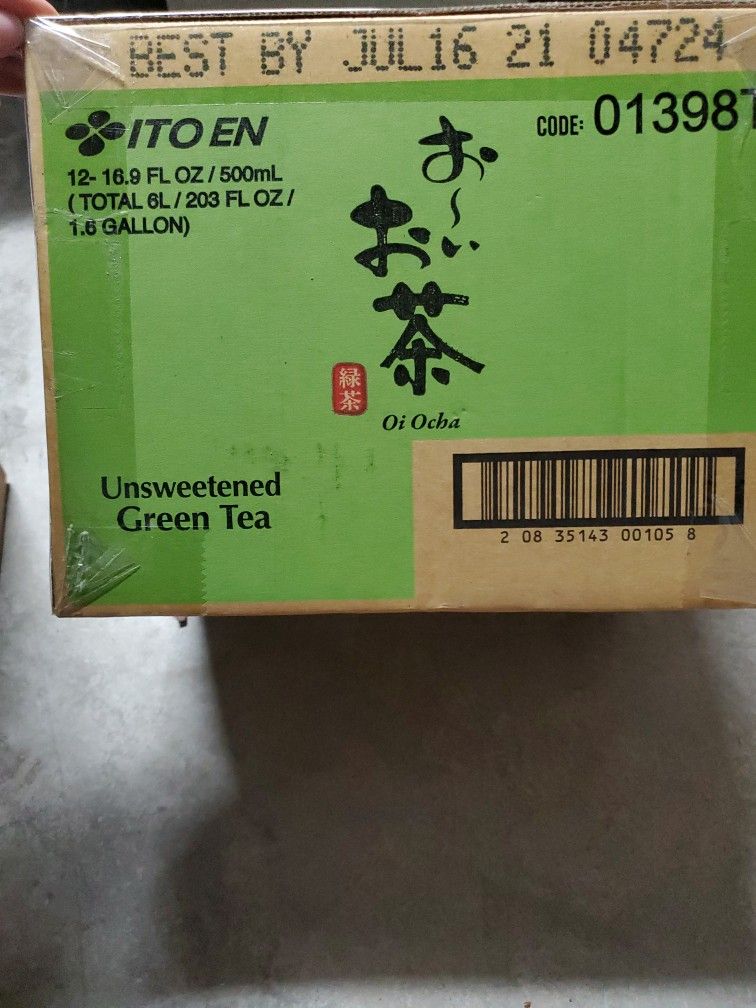 BEST BY JUL16 21 04724
ITO EN
CODE: 01398T
12- 16.9 FL OZ / 500mL
( TOTAL 6L / 203 FL OZ /
1.6 GALLON)
お〜い
お茶
緑茶
Oi Ocha
Unsweetened
Green Tea
2 08 35143 00105 8